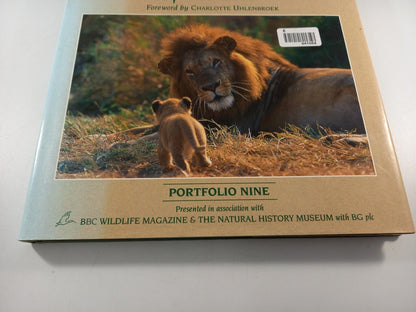 Foreword by CHARLOTTE UHLENBROEK
PORTFOLIO NINE
Presented in association with
BBC WILDLIFE MAGAZINE & THE NATURAL HISTORY MUSEUM with BG plc